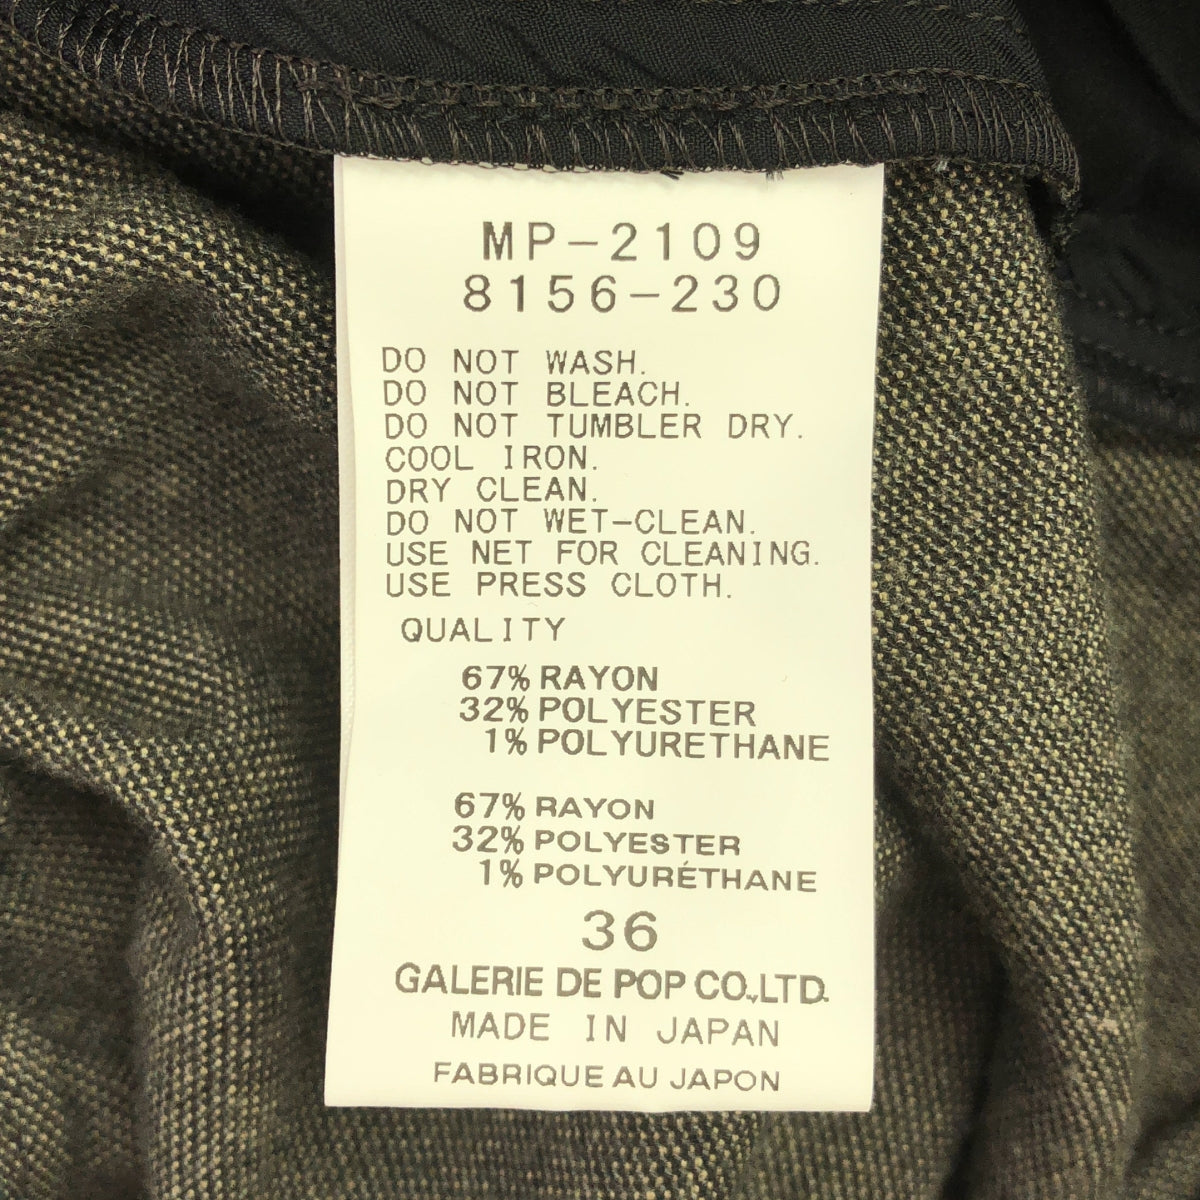 MP-2109
8156-230
DO NOT WASH.
DO NOT BLEACH.
DO NOT TUMBLER DRY.
COOL IRON.
DRY CLEAN.
DO NOT WET-CLEAN.
USE NET FOR CLEANING.
USE PRESS CLOTH.
QUALITY
67% RAYON
32% POLYESTER
1% POLYURETHANE
67% RAYON
32% POLYESTER
1% POLYURÉTHANE
36
GALERIE DE POP CO.,LTD.
MADE IN JAPAN
FABRIQUE AU JAPON